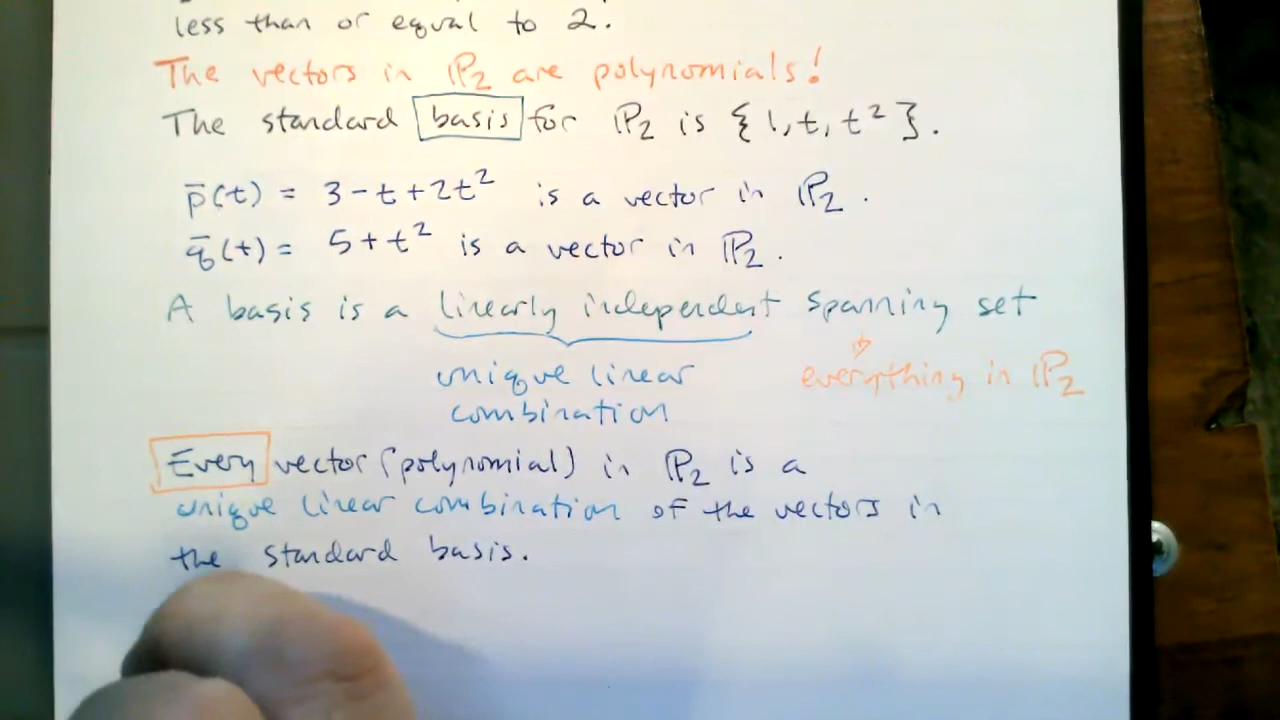 less than or equal to 2.
The vectors in ℙ₂ are polynomials!
The standard basis for ℙ₂ is {1, t, t²}.
p̄(t) = 3 - t + 2t² is a vector in ℙ₂.
q̄(t) = 5 + t² is a vector in ℙ₂.
A basis is a linearly independent spanning set
unique linear combination
everything in ℙ₂
Every vector (polynomial) in ℙ₂ is a
unique linear combination of the vectors in
the standard basis.